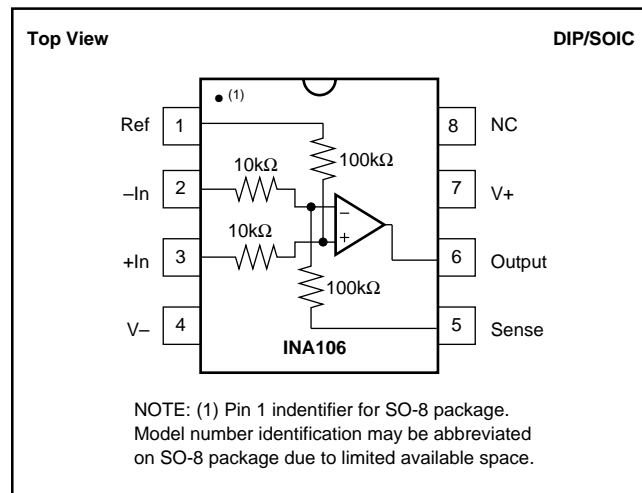 Top View
DIP/SOIC
(1)
Ref 1
8 NC
100kΩ
10kΩ
–In 2
7 V+
–
10kΩ
+
+In 3
6 Output
100kΩ
V– 4
5 Sense
INA106
NOTE: (1) Pin 1 indentifier for SO-8 package.
Model number identification may be abbreviated
on SO-8 package due to limited available space.